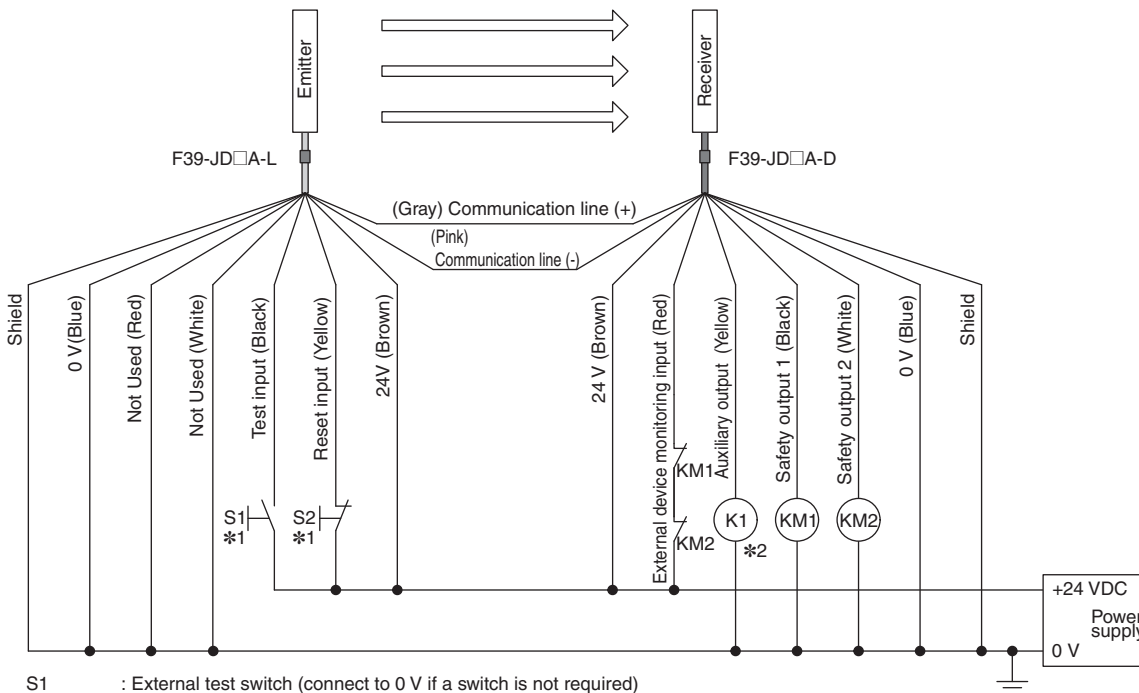 Emitter
Receiver
F39-JD□A-L
F39-JD□A-D
(Gray) Communication line (+)
(Pink)
Communication line (-)
Shield
0 V(Blue)
Not Used (Red)
Not Used (White)
Test input (Black)
Reset input (Yellow)
24V (Brown)
24 V (Brown)
External device monitoring input (Red)
Auxiliary output (Yellow)
Safety output 1 (Black)
Safety output 2 (White)
0 V (Blue)
Shield
KM1
S1
*1
S2
*1
KM2
K1
*2
KM1
KM2
+24 VDC
Power
supply
0 V
S1 : External test switch (connect to 0 V if a switch is not required)